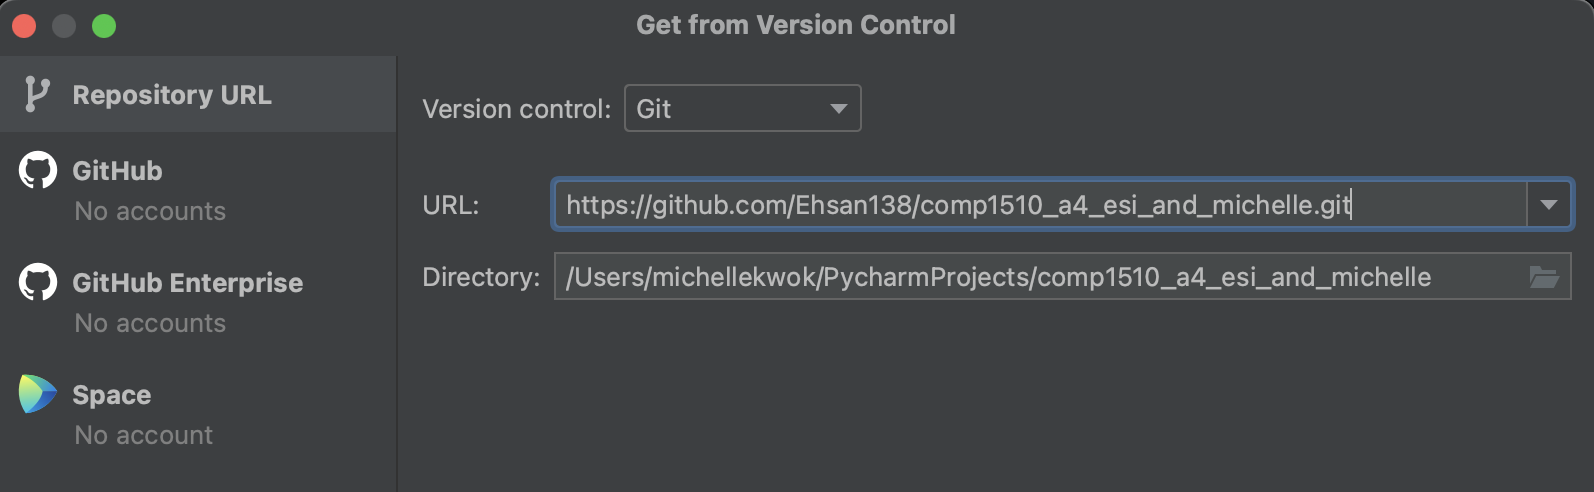 Get from Version Control
Repository URL
GitHub
No accounts
GitHub Enterprise
No accounts
Space
No account
Version control: Git
URL: https://github.com/Ehsan138/comp1510_a4_esi_and_michelle.git
Directory: /Users/michellekwok/PycharmProjects/comp1510_a4_esi_and_michelle